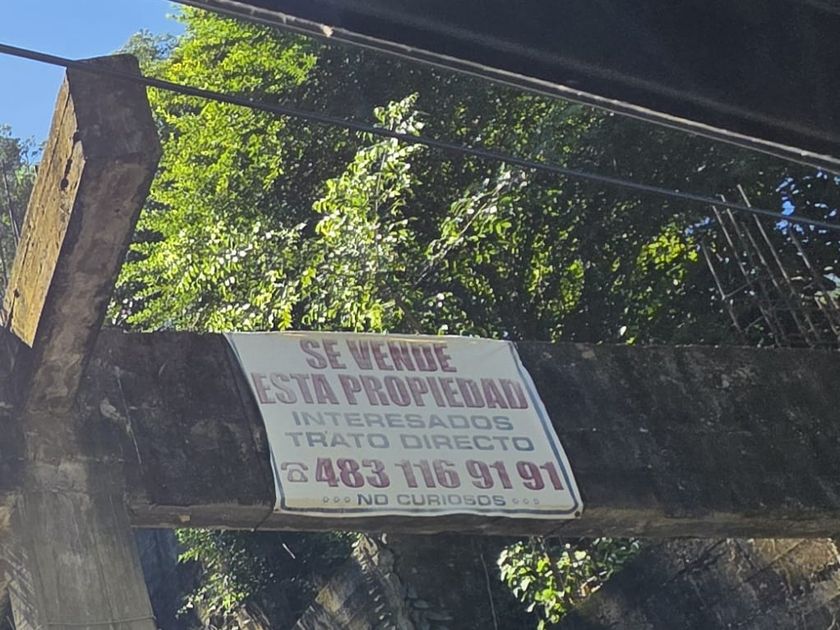 SE VENDE
ESTA PROPIEDAD
INTERESADOS
TRATO DIRECTO
☎483 116 91 91
°°° NO CURIOSOS °°°